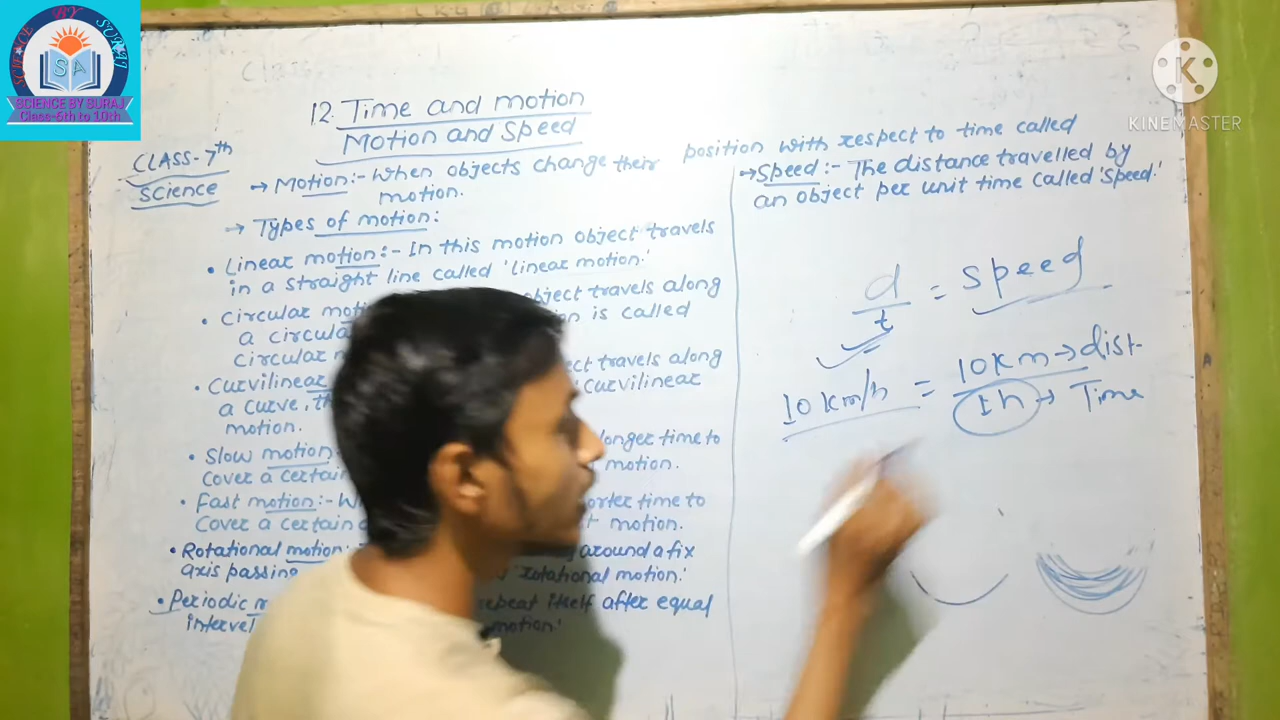 SCIENCE BY SURAJ
SA
SCIENCE BY SURAJ
Class-6th to 10th
KINEMASTER
12. Time and motion
Motion and Speed
CLASS-7th
Science
→ Motion:- When objects change their position with respect to time called
motion.
→ Types of motion:
• Linear motion:- In this motion object travels
in a straight line called 'linear motion.'
• Circular object travels along
a is called
circular
• Curvilinear travels along
a curve, curvilinear
motion.
• Slow motion longer time to
cover a certain motion.
• Fast motion:- time to
cover a certain motion.
• Rotational motion: around a fix
axis passing 'rotational motion.'
• Periodic repeat itself after equal
motion.'
→ Speed:- The distance travelled by
an object per unit time called 'Speed.'
d/t = Speed
10 km/h = 10 Km → dist.
1h → Time